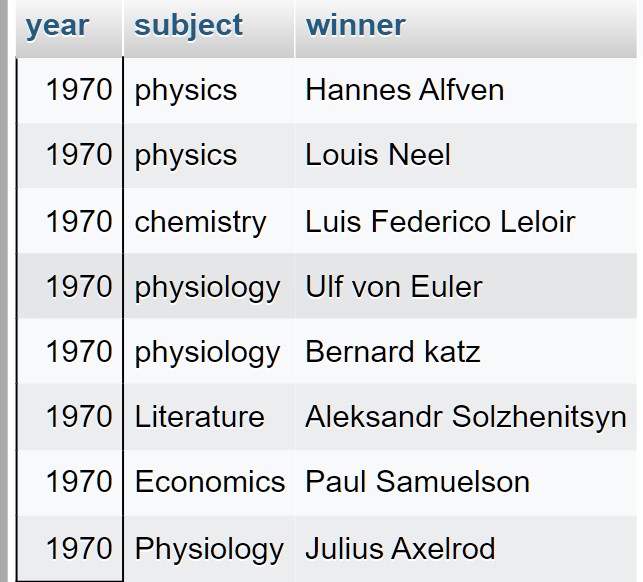 year subject winner
1970 physics Hannes Alfven
1970 physics Louis Neel
1970 chemistry Luis Federico Leloir
1970 physiology Ulf von Euler
1970 physiology Bernard katz
1970 Literature Aleksandr Solzhenitsyn
1970 Economics Paul Samuelson
1970 Physiology Julius Axelrod